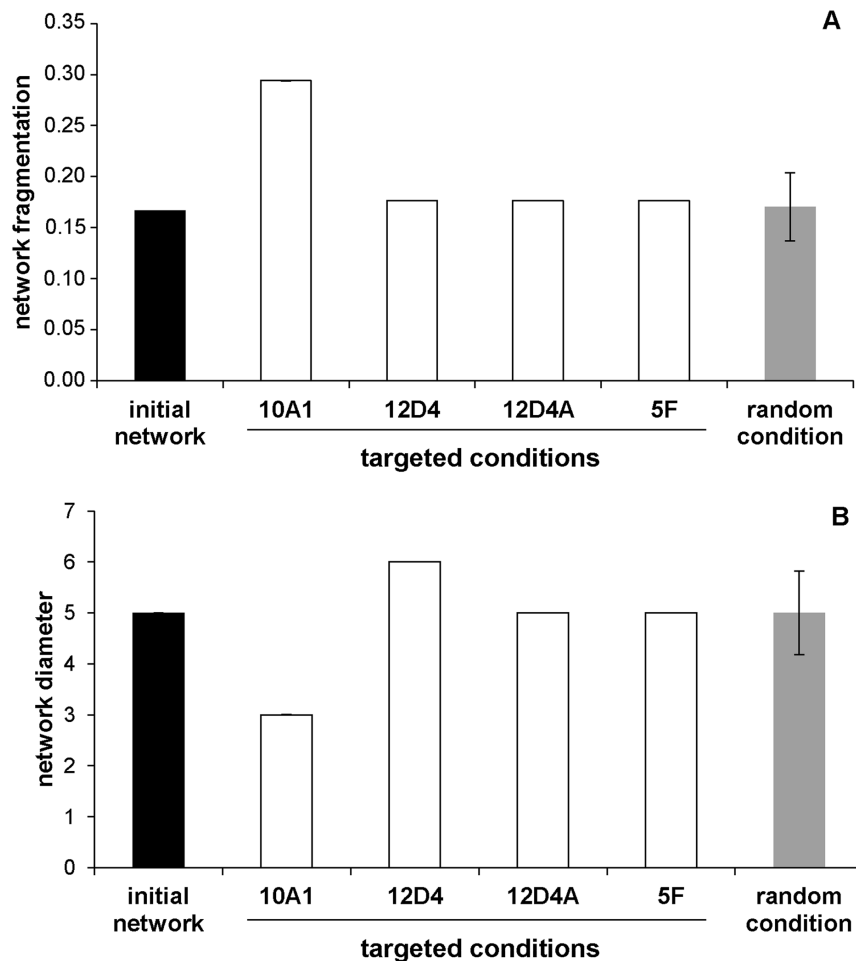 A
network fragmentation
0.35
0.30
0.25
0.20
0.15
0.10
0.05
0.00
initial network
10A1
12D4
12D4A
5F
random condition
targeted conditions
B
network diameter
7
6
5
4
3
2
1
0
initial network
10A1
12D4
12D4A
5F
random condition
targeted conditions